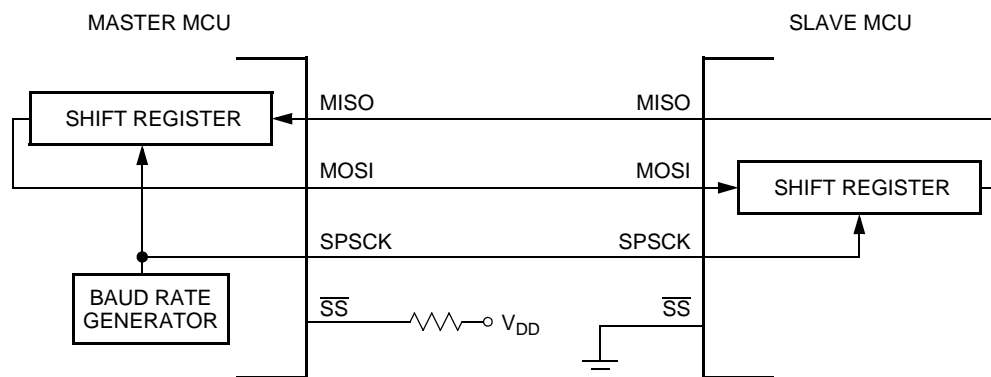 MASTER MCU
SLAVE MCU
SHIFT REGISTER
MISO
MISO
MOSI
MOSI
SHIFT REGISTER
SPSCK
SPSCK
BAUD RATE
GENERATOR
SS
VDD
SS